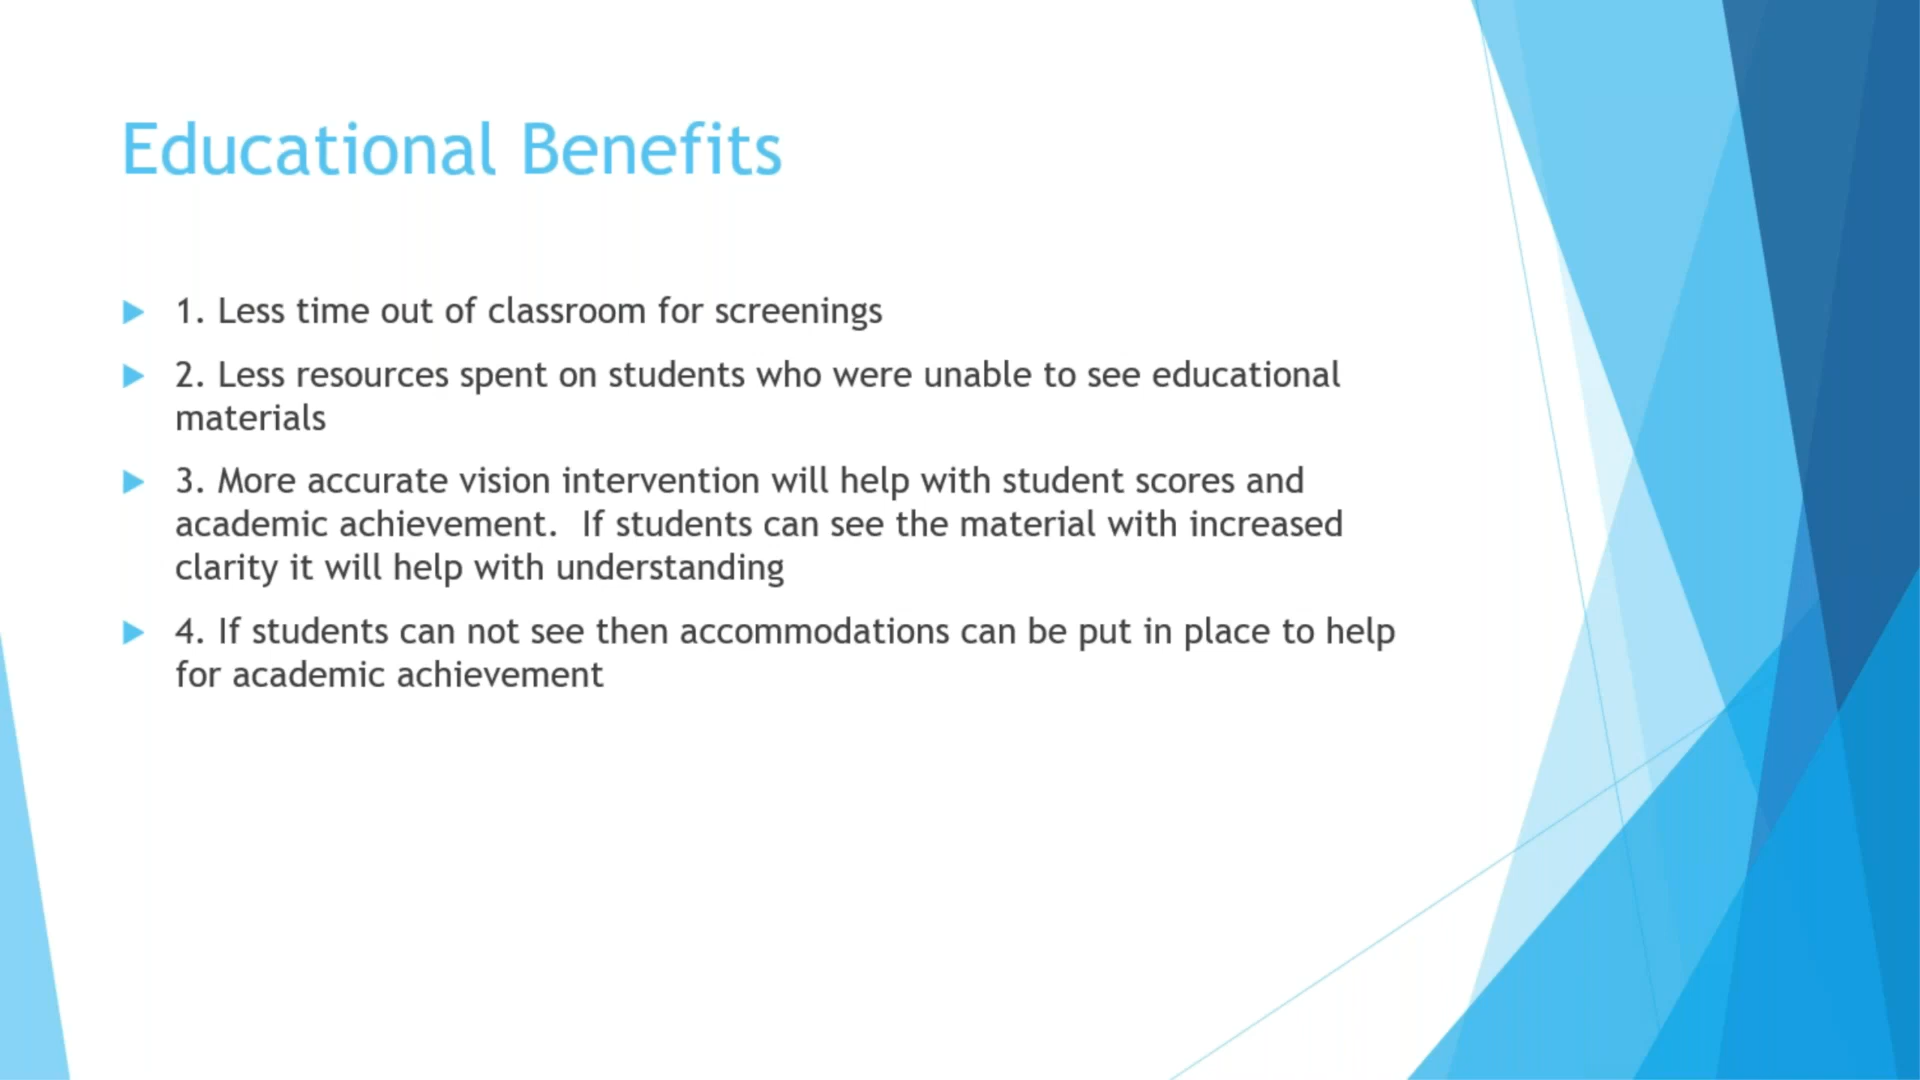 Educational Benefits
1. Less time out of classroom for screenings
2. Less resources spent on students who were unable to see educational
materials
3. More accurate vision intervention will help with student scores and
academic achievement.  If students can see the material with increased
clarity it will help with understanding
4. If students can not see then accommodations can be put in place to help
for academic achievement